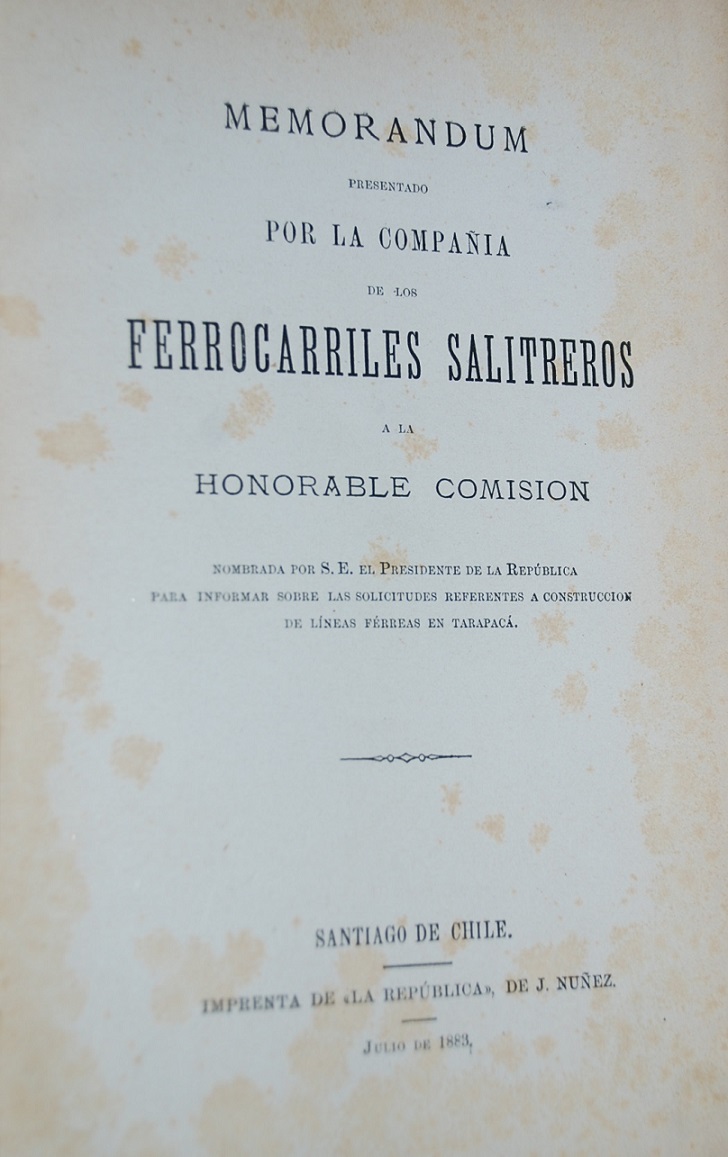 MEMORANDUM
PRESENTADO
POR LA COMPAÑIA
DE LOS
FERROCARRILES SALITREROS
A LA
HONORABLE COMISION
NOMBRADA POR S. E. EL PRESIDENTE DE LA REPÚBLICA
PARA INFORMAR SOBRE LAS SOLICITUDES REFERENTES A CONSTRUCCION
DE LÍNEAS FÉRREAS EN TARAPACÁ.
SANTIAGO DE CHILE.
IMPRENTA DE «LA REPÚBLICA», DE J. NUÑEZ.
JULIO DE 1883.